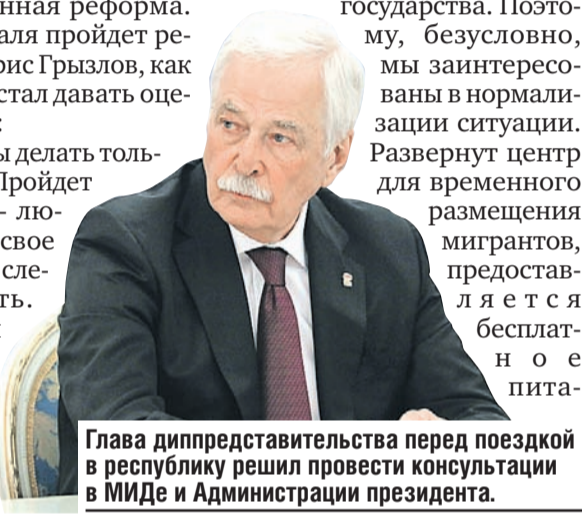 нная реформа.
аля пройдет ре-
рис Грызлов, как
стал давать оце-
:
ы делать толь-
Пройдет
– лю-
свое
сле-
ть.
государства. Поэто-
му, безусловно,
мы заинтересо-
ваны в нормали-
зации ситуации.
Развернут центр
для временного
размещения
мигрантов,
предостав-
ляется
бесплат-
ное
пита-
Глава диппредставительства перед поездкой
в республику решил провести консультации
в МИДе и Администрации президента.